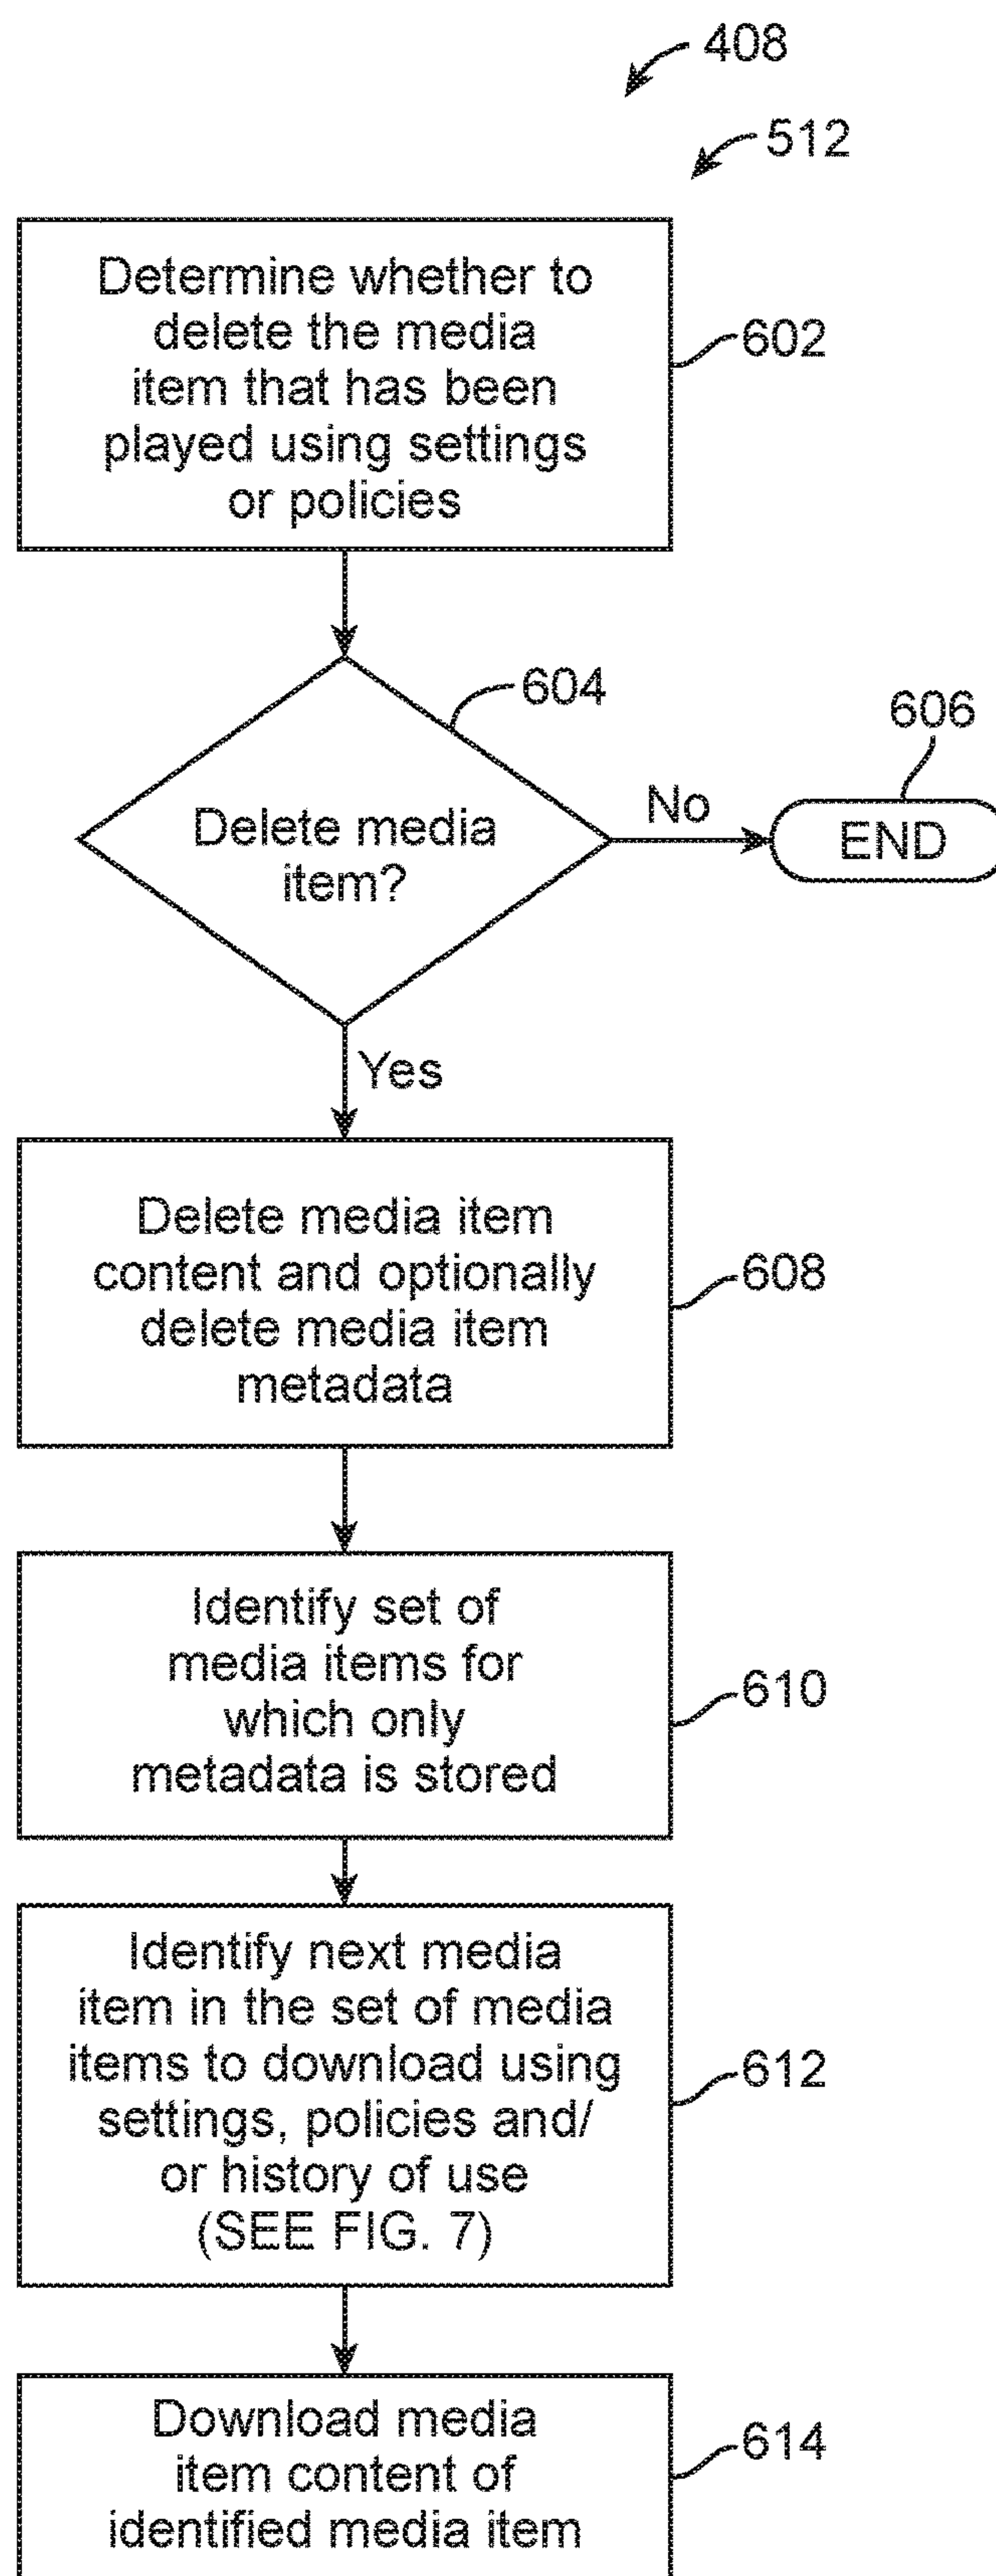 408
512
Determine whether to
delete the media
item that has been
played using settings
or policies
602
604
606
Delete media
item?
No
END
Yes
Delete media item
content and optionally
delete media item
metadata
608
Identify set of
media items for
which only
metadata is stored
610
Identify next media
item in the set of media
items to download using
settings, policies and/
or history of use
(SEE FIG. 7)
612
Download media
item content of
identified media item
614